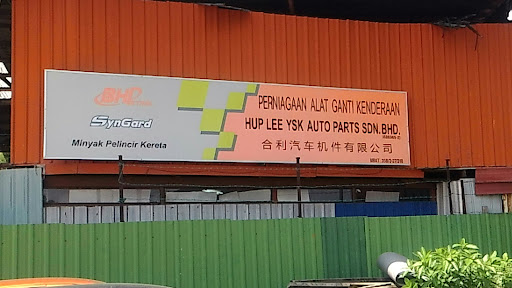 BHP
SynGard
Minyak Pelincir Kereta
PERNIAGAAN ALAT GANTI KENDERAAN
HUP LEE YSK AUTO PARTS SDN. BHD.
合利汽车机件有限公司